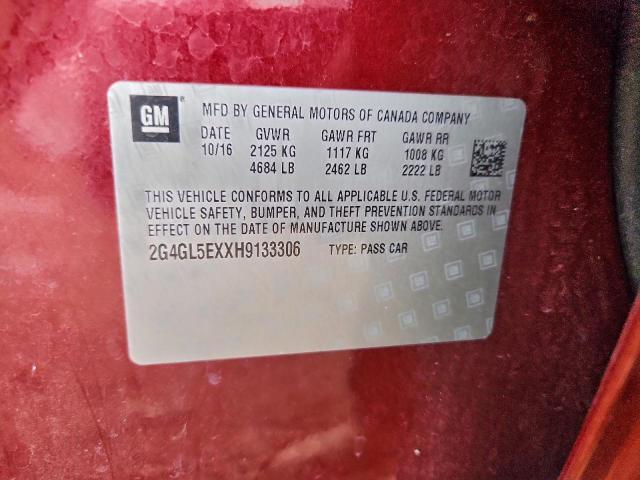 GM
MFD BY GENERAL MOTORS OF CANADA COMPANY
DATE GVWR GAWR FRT GAWR RR
10/16 2125 KG 1117 KG 1008 KG
4684 LB 2462 LB 2222 LB
THIS VEHICLE CONFORMS TO ALL APPLICABLE U.S. FEDERAL MOTOR
VEHICLE SAFETY, BUMPER, AND THEFT PREVENTION STANDARDS IN
EFFECT ON THE DATE OF MANUFACTURE SHOWN ABOVE.
2G4GL5EXXH9133306 TYPE: PASS CAR